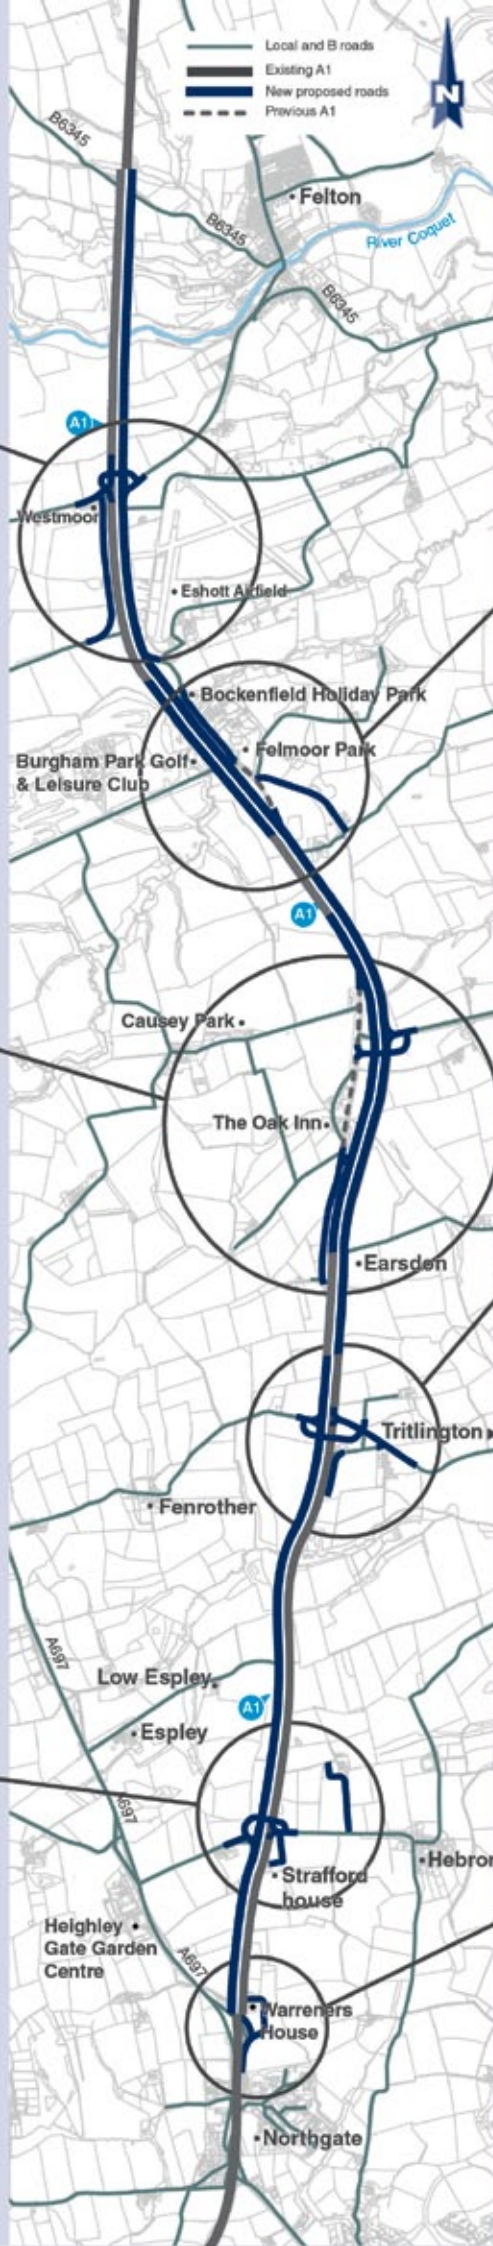 Local and B roads
Existing A1
New proposed roads
Previous A1
N
B6345
Felton
B6345
River Coquet
B6345
A1
Westmoor
Eshott Airfield
Bockenfield Holiday Park
Felmoor Park
Burgham Park Golf
& Leisure Club
A1
Causey Park
The Oak Inn
Earsdon
Tritlington
Fenrother
A697
Low Espley
A1
Espley
A697
Hebron
Strafford
house
Heighley
Gate Garden
Centre
A697
Warreners
House
Northgate